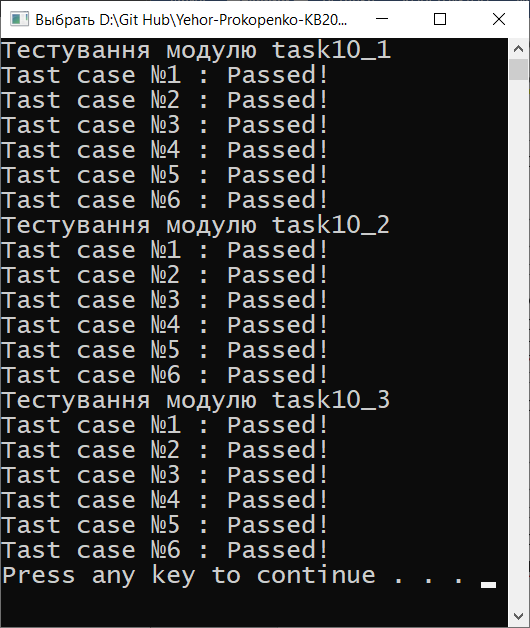 Выбрать D:\Git Hub\Yehor-Prokopenko-KB20...
Тестування модулю task10_1
Tast case №1 : Passed!
Tast case №2 : Passed!
Tast case №3 : Passed!
Tast case №4 : Passed!
Tast case №5 : Passed!
Tast case №6 : Passed!
Тестування модулю task10_2
Tast case №1 : Passed!
Tast case №2 : Passed!
Tast case №3 : Passed!
Tast case №4 : Passed!
Tast case №5 : Passed!
Tast case №6 : Passed!
Тестування модулю task10_3
Tast case №1 : Passed!
Tast case №2 : Passed!
Tast case №3 : Passed!
Tast case №4 : Passed!
Tast case №5 : Passed!
Tast case №6 : Passed!
Press any key to continue . . .